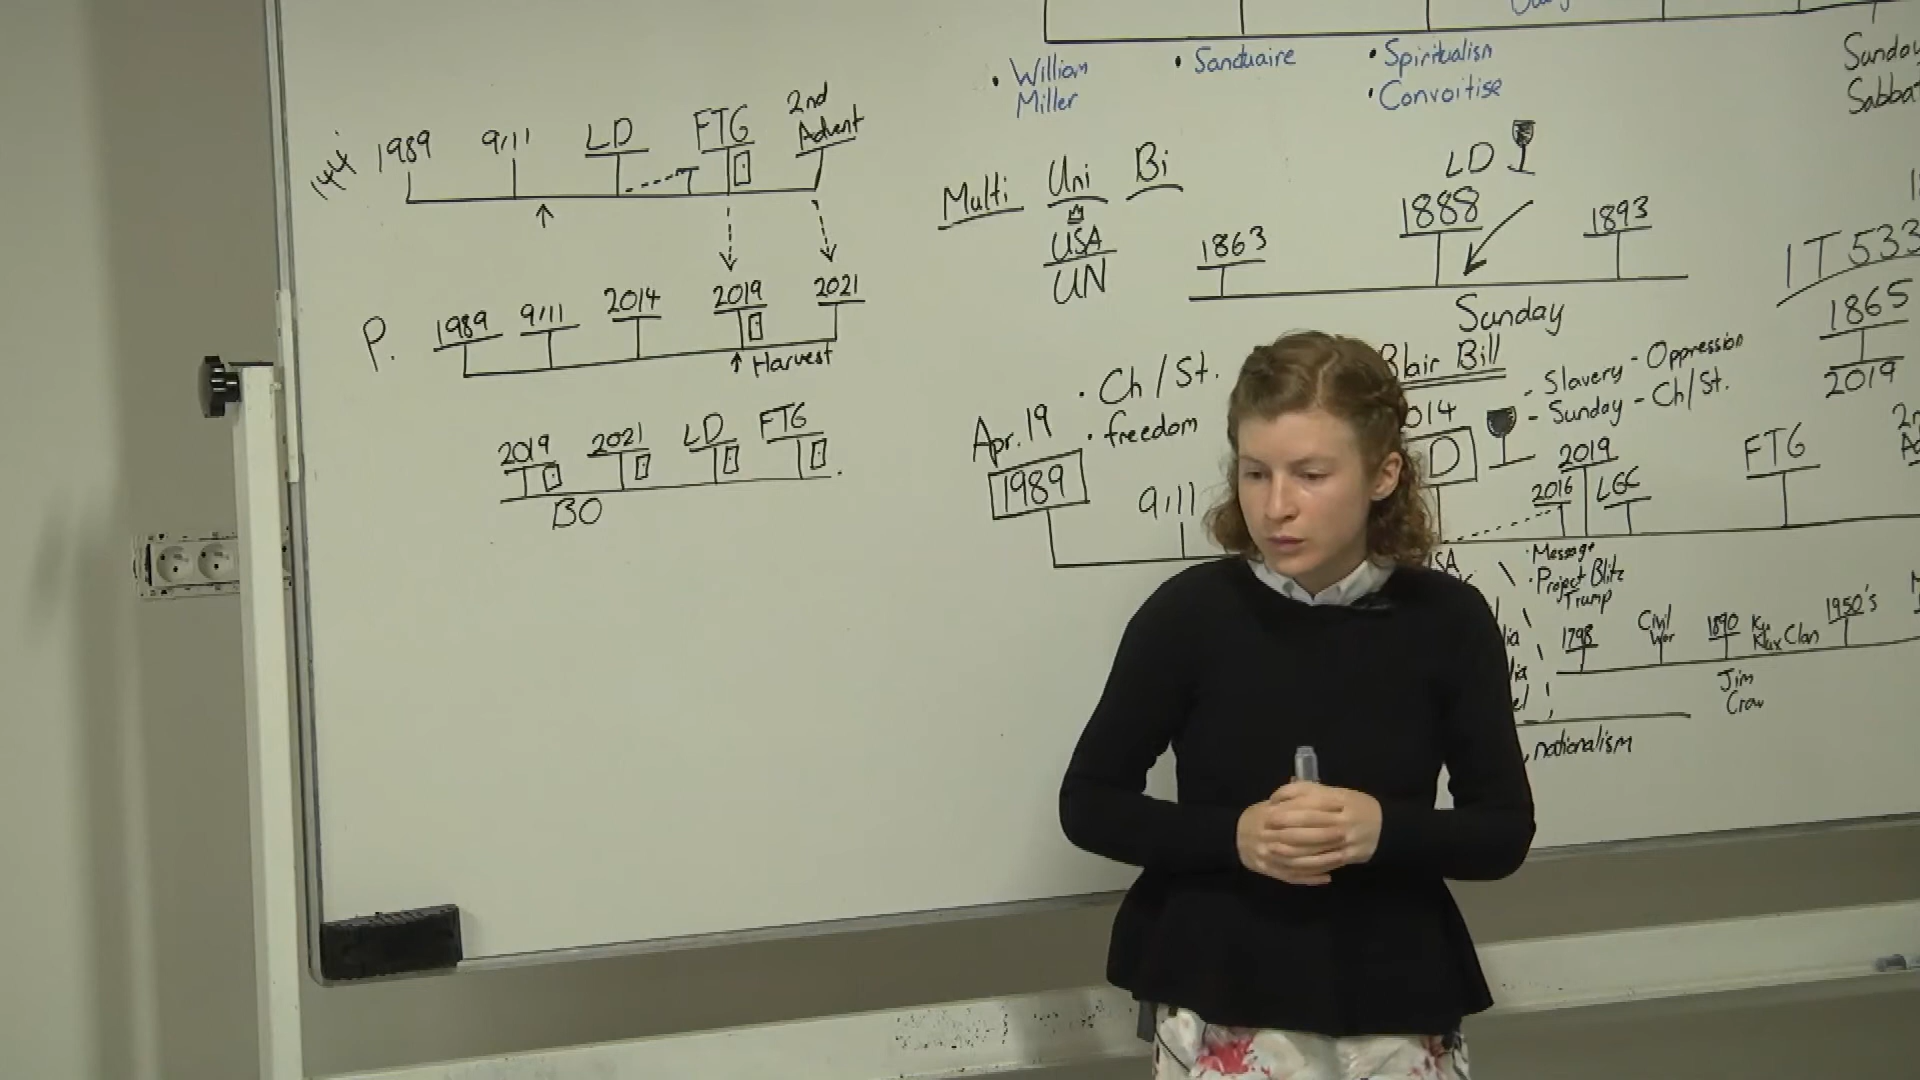 • William
Miller
• Sanctuaire
• Spiritualism
• Convoitise
Sunday
Sabbat
144
1989
9/11
LD
FTG
2nd
Advent
P.
1989
9/11
2014
2019
2021
Harvest
2019
2021
LD
FTG
BO
Multi
Uni
Bi
USA
UN
1863
LD
1888
1893
Sunday
Blair Bill
1T 533
1865
2019
- Slavery - Oppression
- Sunday - Ch/St.
• Ch/St.
• freedom
Apr. 19
1989
9/11
014
D
2019
2016
LGC
FTG
• Message
• Project Blitz
Trump
1798
Civil
War
1890
Ku
Kux Clan
1950's
Jim
Crow
nationalism